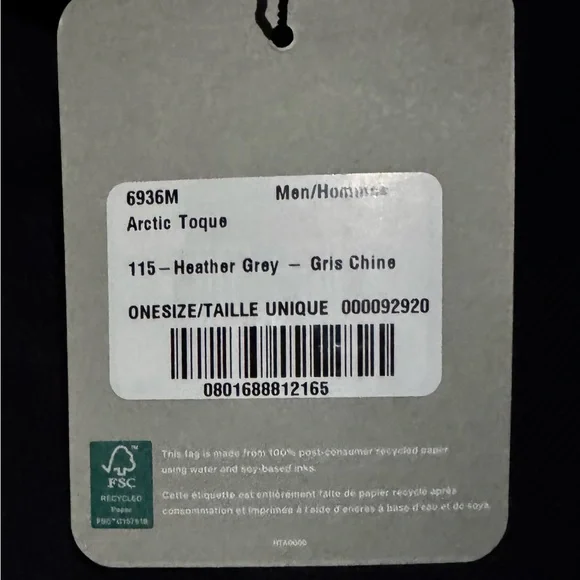 6936M Men/Hommes
Arctic Toque
115-Heather Grey - Gris Chine
ONESIZE/TAILLE UNIQUE 000092920
0801688812165
This tag is made from 100% post-consumer recycled paper
using water and soy-based inks.
FSC
RECYCLED
Paper
Cette étiquette est entièrement faite de papier recyclé après
consommation et imprimée à l'aide d'encres à base d'eau et de soya.
HTA0000